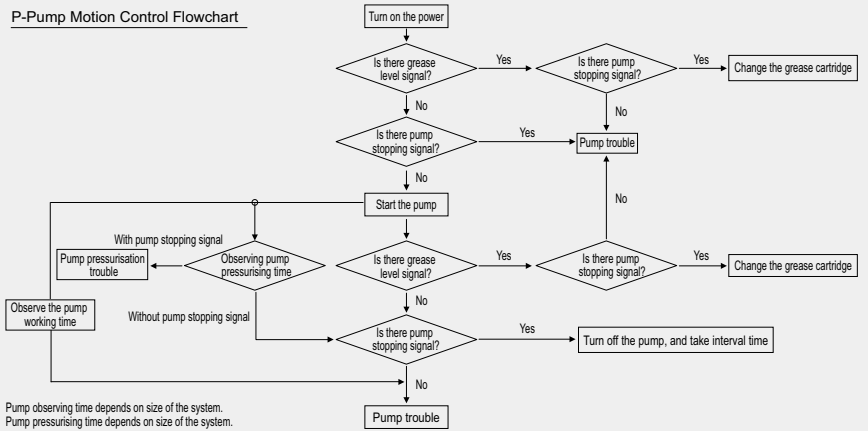 P-Pump Motion Control Flowchart
Turn on the power
Is there grease
level signal?
Yes
Is there pump
stopping signal?
Yes
Change the grease cartridge
No
No
Is there pump
stopping signal?
Yes
Pump trouble
No
No
Start the pump
With pump stopping signal
Pump pressurisation
trouble
Observing pump
pressurising time
Is there grease
level signal?
Yes
Is there pump
stopping signal?
Yes
Change the grease cartridge
Observe the pump
working time
Without pump stopping signal
No
Is there pump
stopping signal?
Yes
Turn off the pump, and take interval time
No
Pump trouble
Pump observing time depends on size of the system.
Pump pressurising time depends on size of the system.